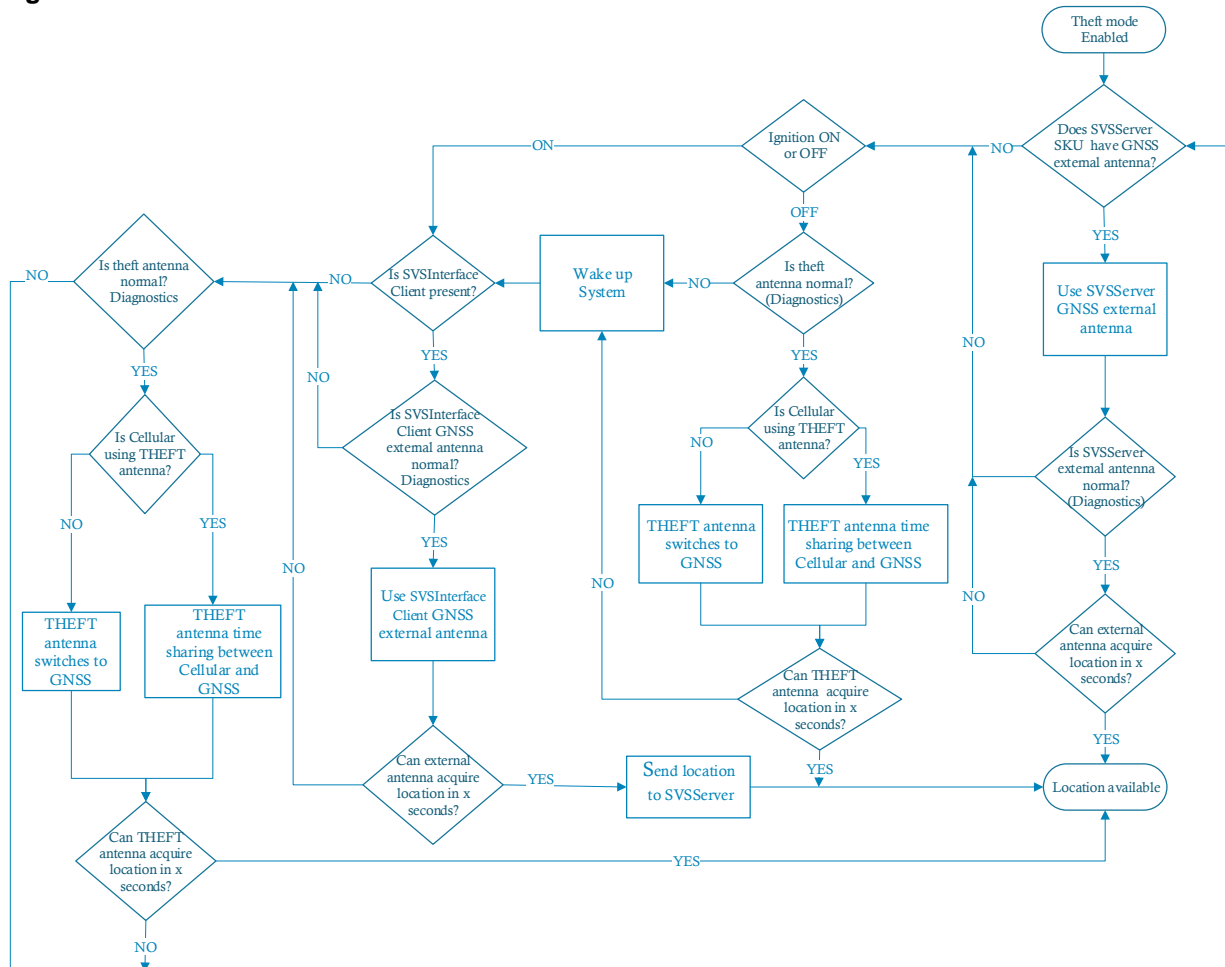 Theft mode
Enabled
Does SVSServer
SKU have GNSS
external antenna?
NO
YES
Use SVSServer
GNSS external
antenna
Is SVSServer
external antenna
normal?
(Diagnostics)
NO
YES
Can external
antenna acquire
location in x
seconds?
NO
YES
Location available
Ignition ON
or OFF
ON
OFF
Is theft
antenna normal?
(Diagnostics)
NO
YES
Wake up
System
Is Cellular
using THEFT
antenna?
NO
YES
THEFT antenna
switches to
GNSS
THEFT antenna time
sharing between
Cellular and GNSS
Can THEFT
antenna acquire
location in x
seconds?
NO
YES
Is SVSInterface
Client present?
NO
YES
Is SVSInterface
Client GNSS
external antenna
normal?
Diagnostics
NO
YES
Use SVSInterface
Client GNSS
external antenna
Can external
antenna acquire
location in x
seconds?
NO
YES
Send location
to SVSServer
Is theft antenna
normal?
Diagnostics
NO
YES
Is Cellular
using THEFT
antenna?
NO
YES
THEFT
antenna
switches to
GNSS
THEFT
antenna time
sharing between
Cellular and
GNSS
Can THEFT
antenna acquire
location in x
seconds?
YES
NO